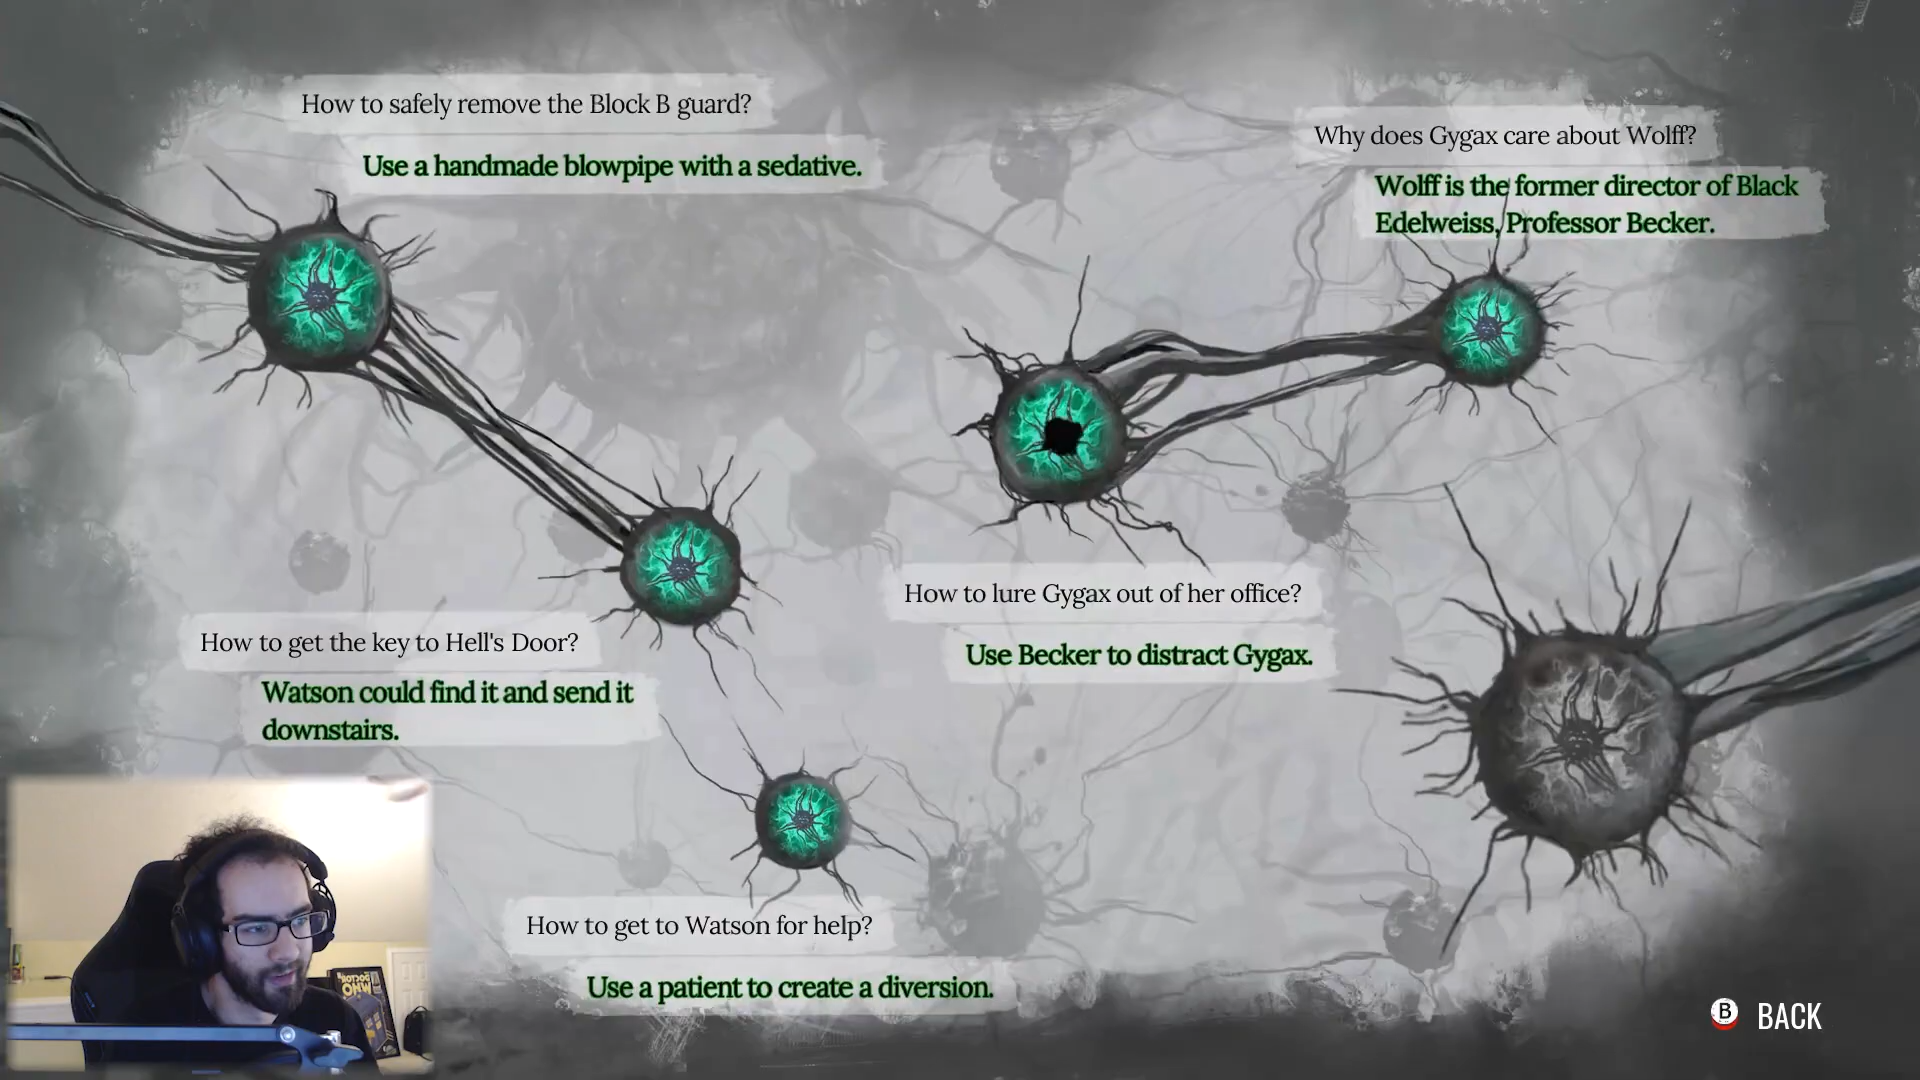 How to safely remove the Block B guard?
Use a handmade blowpipe with a sedative.
Why does Gygax care about Wolff?
Wolff is the former director of Black
Edelweiss, Professor Becker.
How to lure Gygax out of her office?
Use Becker to distract Gygax.
How to get the key to Hell's Door?
Watson could find it and send it
downstairs.
How to get to Watson for help?
Use a patient to create a diversion.
B BACK
DOCTOR
WHO